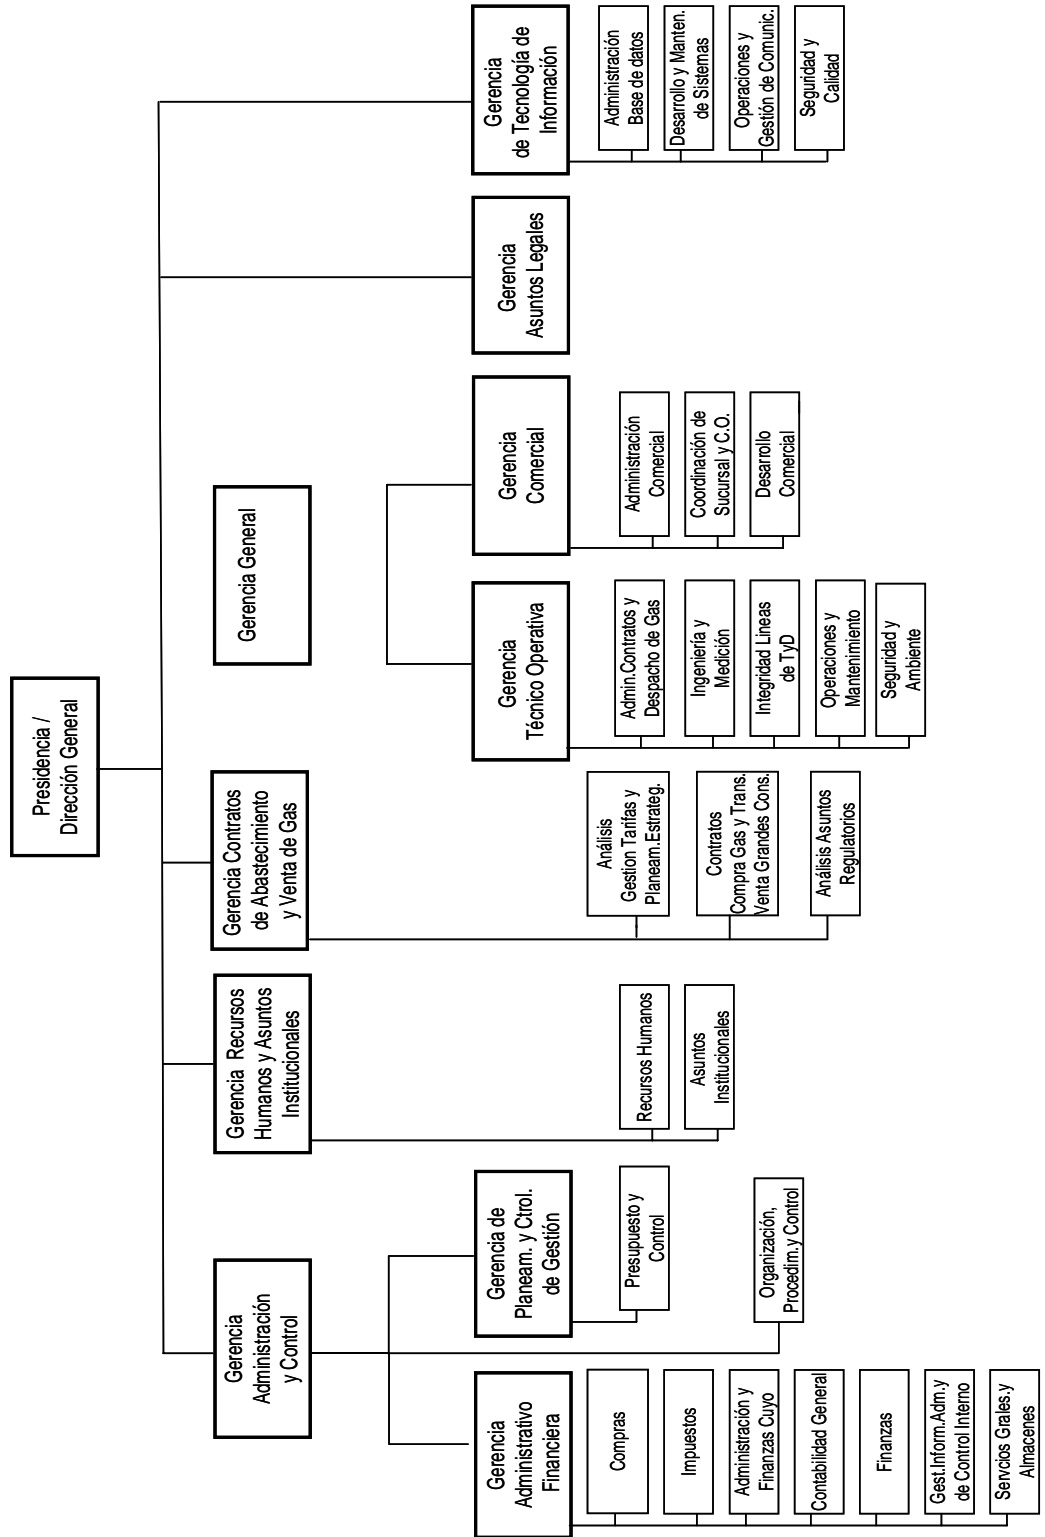 Presidencia /
Dirección General
Gerencia
Administración
y Control
Gerencia Recursos
Humanos y Asuntos
Institucionales
Gerencia Contratos
de Abastecimiento
y Venta de Gas
Gerencia General
Gerencia
Administrativo
Financiera
Gerencia de
Planeam. y Ctrol.
de Gestión
Gerencia
Técnico Operativa
Gerencia
Comercial
Gerencia
Asuntos Legales
Gerencia
de Tecnología de
Información
Compras
Impuestos
Administración y
Finanzas Cuyo
Contabilidad General
Finanzas
Gest.Inform.Adm.y
de Control Interno
Servcios Grales.y
Almacenes
Presupuesto y
Control
Organización,
Procedim.y Control
Recursos Humanos
Asuntos
Institucionales
Análisis
Gestion Tarifas y
Planeam.Estrateg.
Contratos
Compra Gas y Trans.
Venta Grandes Cons.
Análisis Asuntos
Regulatorios
Admin.Contratos y
Despacho de Gas
Ingeniería y
Medición
Integridad Líneas
de TyD
Operaciones y
Mantenimiento
Seguridad y
Ambiente
Administración
Comercial
Coordinación de
Sucursal y C.O.
Desarrollo
Comercial
Administración
Base de datos
Desarrollo y Manten.
de Sistemas
Operaciones y
Gestión de Comunic.
Seguridad y
Calidad